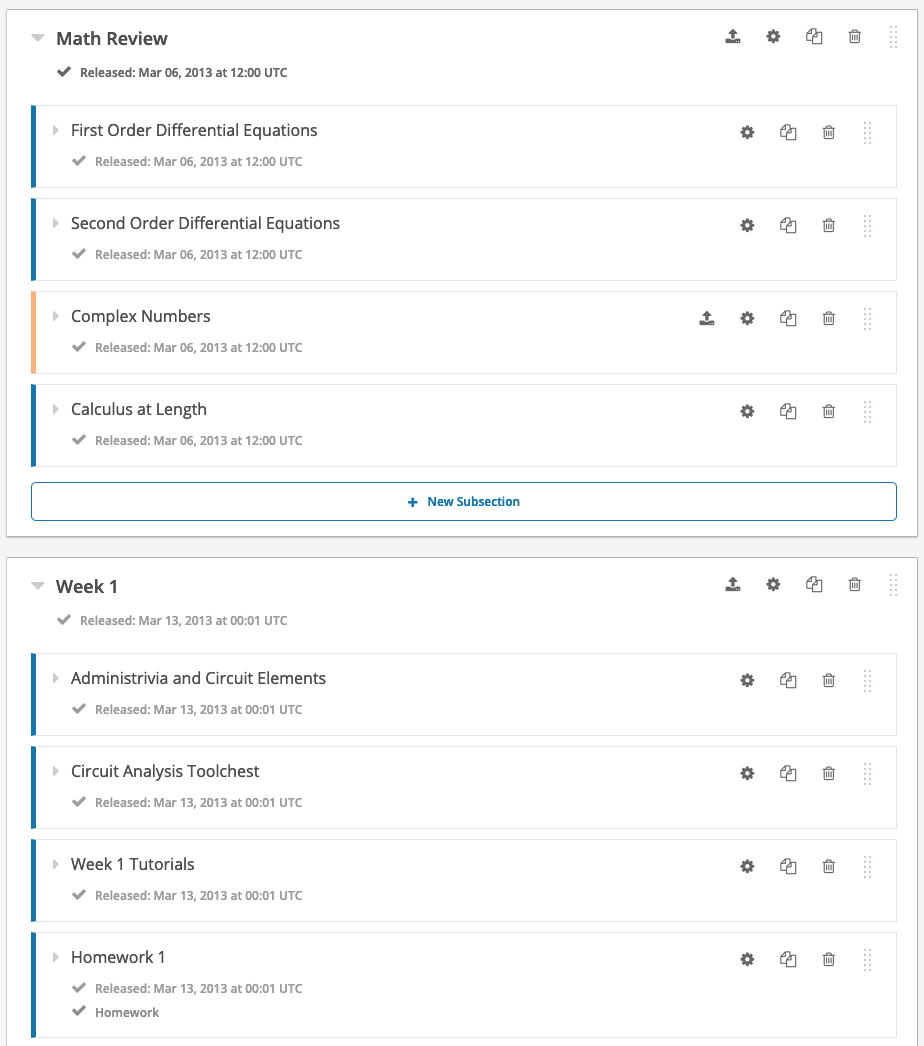 Math Review
Released: Mar 06, 2013 at 12:00 UTC
First Order Differential Equations
Released: Mar 06, 2013 at 12:00 UTC
Second Order Differential Equations
Released: Mar 06, 2013 at 12:00 UTC
Complex Numbers
Released: Mar 06, 2013 at 12:00 UTC
Calculus at Length
Released: Mar 06, 2013 at 12:00 UTC
+ New Subsection
Week 1
Released: Mar 13, 2013 at 00:01 UTC
Administrivia and Circuit Elements
Released: Mar 13, 2013 at 00:01 UTC
Circuit Analysis Toolchest
Released: Mar 13, 2013 at 00:01 UTC
Week 1 Tutorials
Released: Mar 13, 2013 at 00:01 UTC
Homework 1
Released: Mar 13, 2013 at 00:01 UTC
Homework